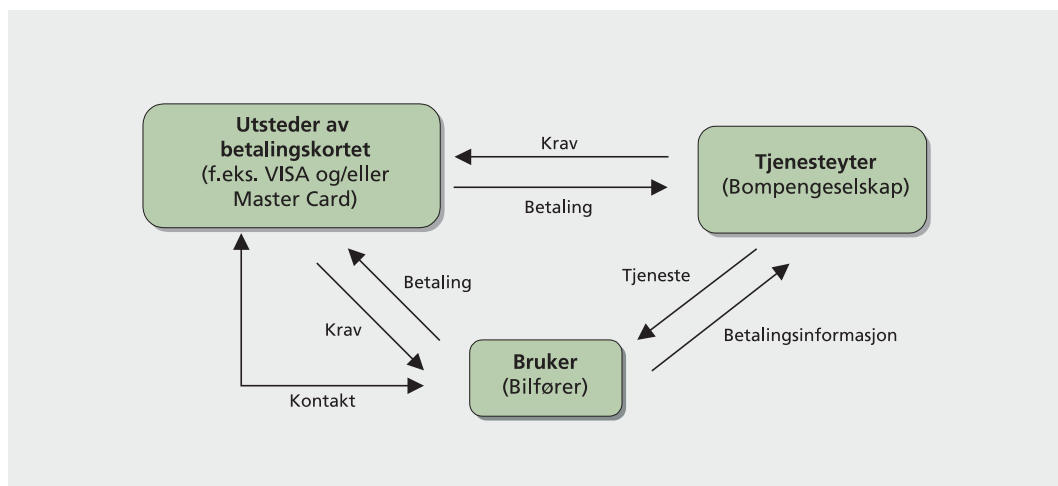 Utsteder av
betalingskortet
(f.eks. VISA og/eller
Master Card)
Krav
Betaling
Tjenesteyter
(Bompengeselskap)
Betaling
Krav
Tjeneste
Betalingsinformasjon
Bruker
(Bilfører)
Kontakt